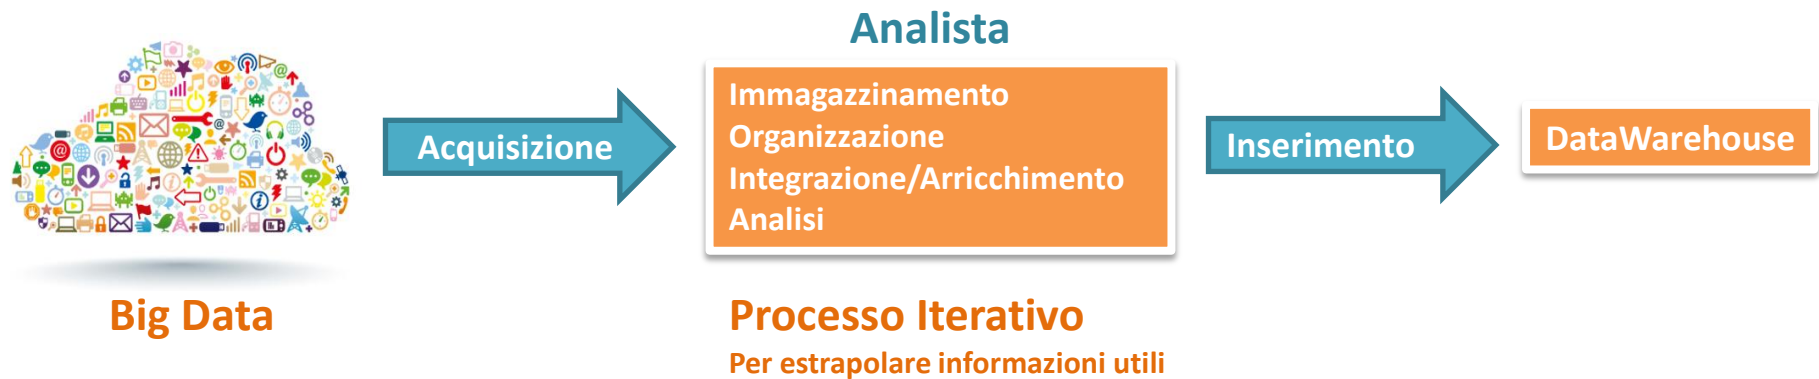 Analista
Immagazzinamento
Organizzazione
Integrazione/Arricchimento
Analisi
Acquisizione
Inserimento
DataWarehouse
Big Data
Processo Iterativo
Per estrapolare informazioni utili